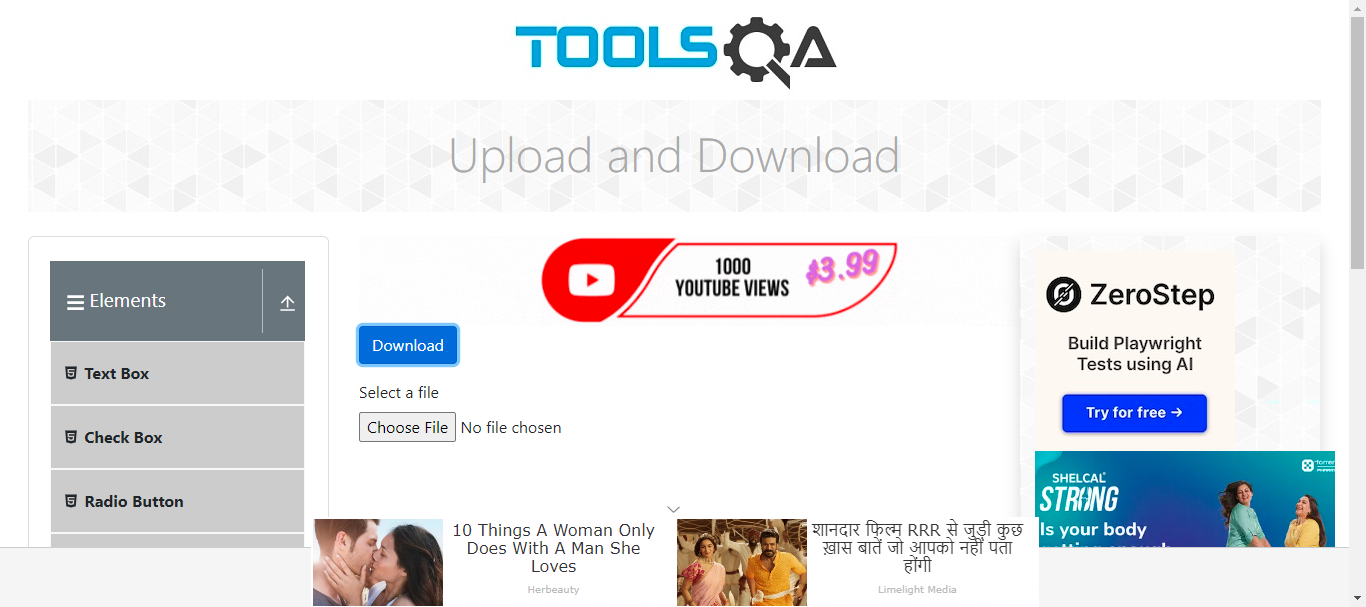 TOOLSQA
Upload and Download
Elements
Text Box
Check Box
Radio Button
1000
YOUTUBE VIEWS
$3.99
Download
Select a file
Choose File No file chosen
ZeroStep
Build Playwright
Tests using AI
Try for free →
SHELCAL
STRONG
Is your body
10 Things A Woman Only
Does With A Man She
Loves
Herbeauty
शानदार फिल्म RRR से जुड़ी कुछ
ख़ास बातें जो आपको नहीं पता
होंगी
Limelight Media